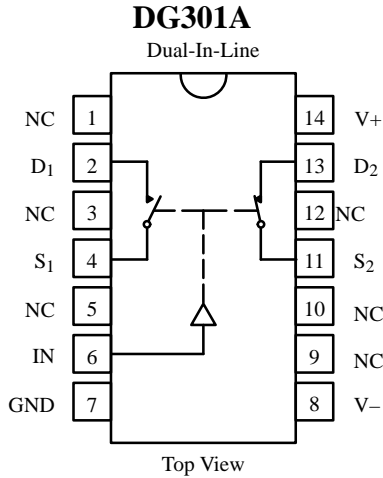 DG301A
Dual-In-Line
NC 1 14 V+
D1 2 13 D2
NC 3 12 NC
S1 4 11 S2
NC 5 10 NC
IN 6 9 NC
GND 7 8 V–
Top View